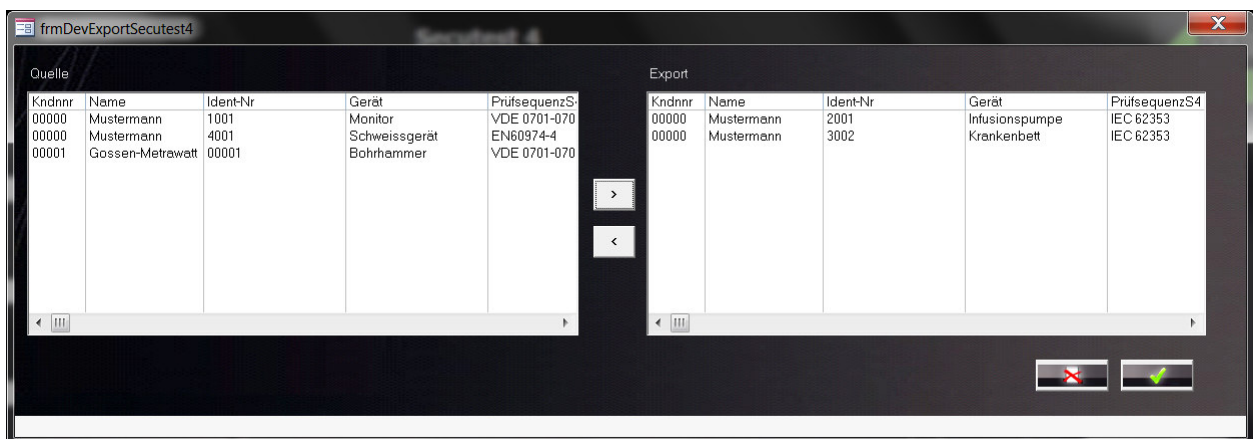 frmDevExportSecutest4
Secutest 4
Quelle
Kndnnr Name Ident-Nr Gerät PrüfsequenzS
00000 Mustermann 1001 Monitor VDE 0701-070
00000 Mustermann 4001 Schweissgerät EN60974-4
00001 Gossen-Metrawatt 00001 Bohrhammer VDE 0701-070
>
<
Export
Kndnnr Name Ident-Nr Gerät PrüfsequenzS4
00000 Mustermann 2001 Infusionspumpe IEC 62353
00000 Mustermann 3002 Krankenbett IEC 62353